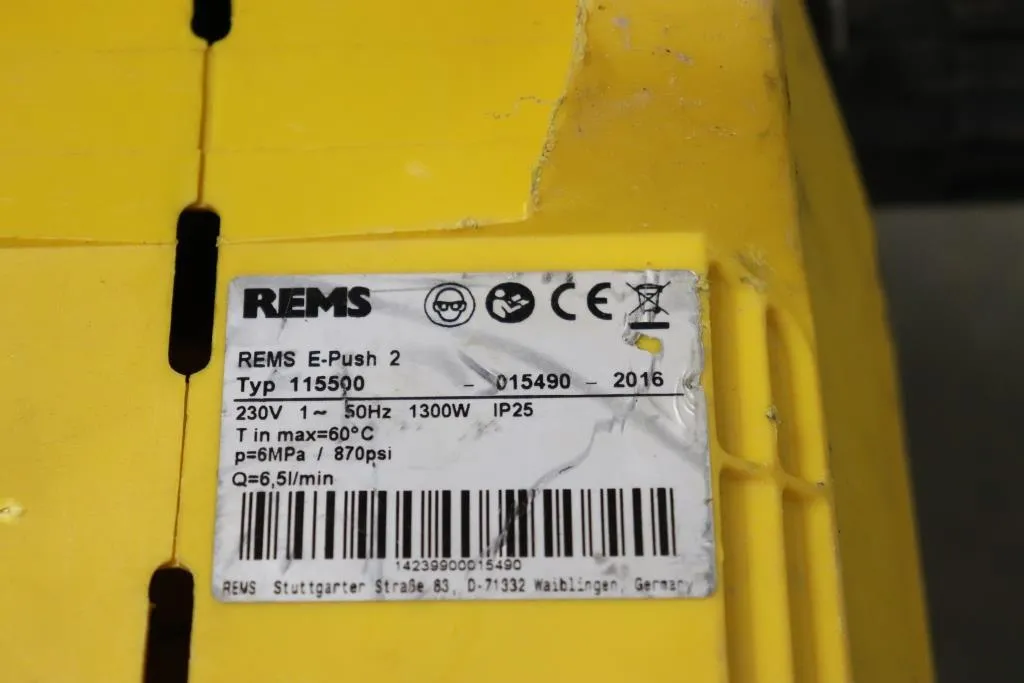 REMS
CE
REMS E-Push 2
Typ 115500 - 015490 - 2016
230V 1~ 50Hz 1300W IP25
T in max=60°C
p=6MPa / 870psi
Q=6,5l/min
14239900015490
REMS Stuttgarter Straße 83, D-71332 Waiblingen, Germany